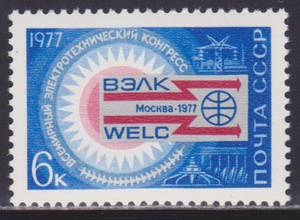 1977
ВСЕМИРНЫЙ ЭЛЕКТРОТЕХНИЧЕСКИЙ КОНГРЕСС
ВЭЛК
Москва-1977
WELC
6к
ПОЧТА СССР